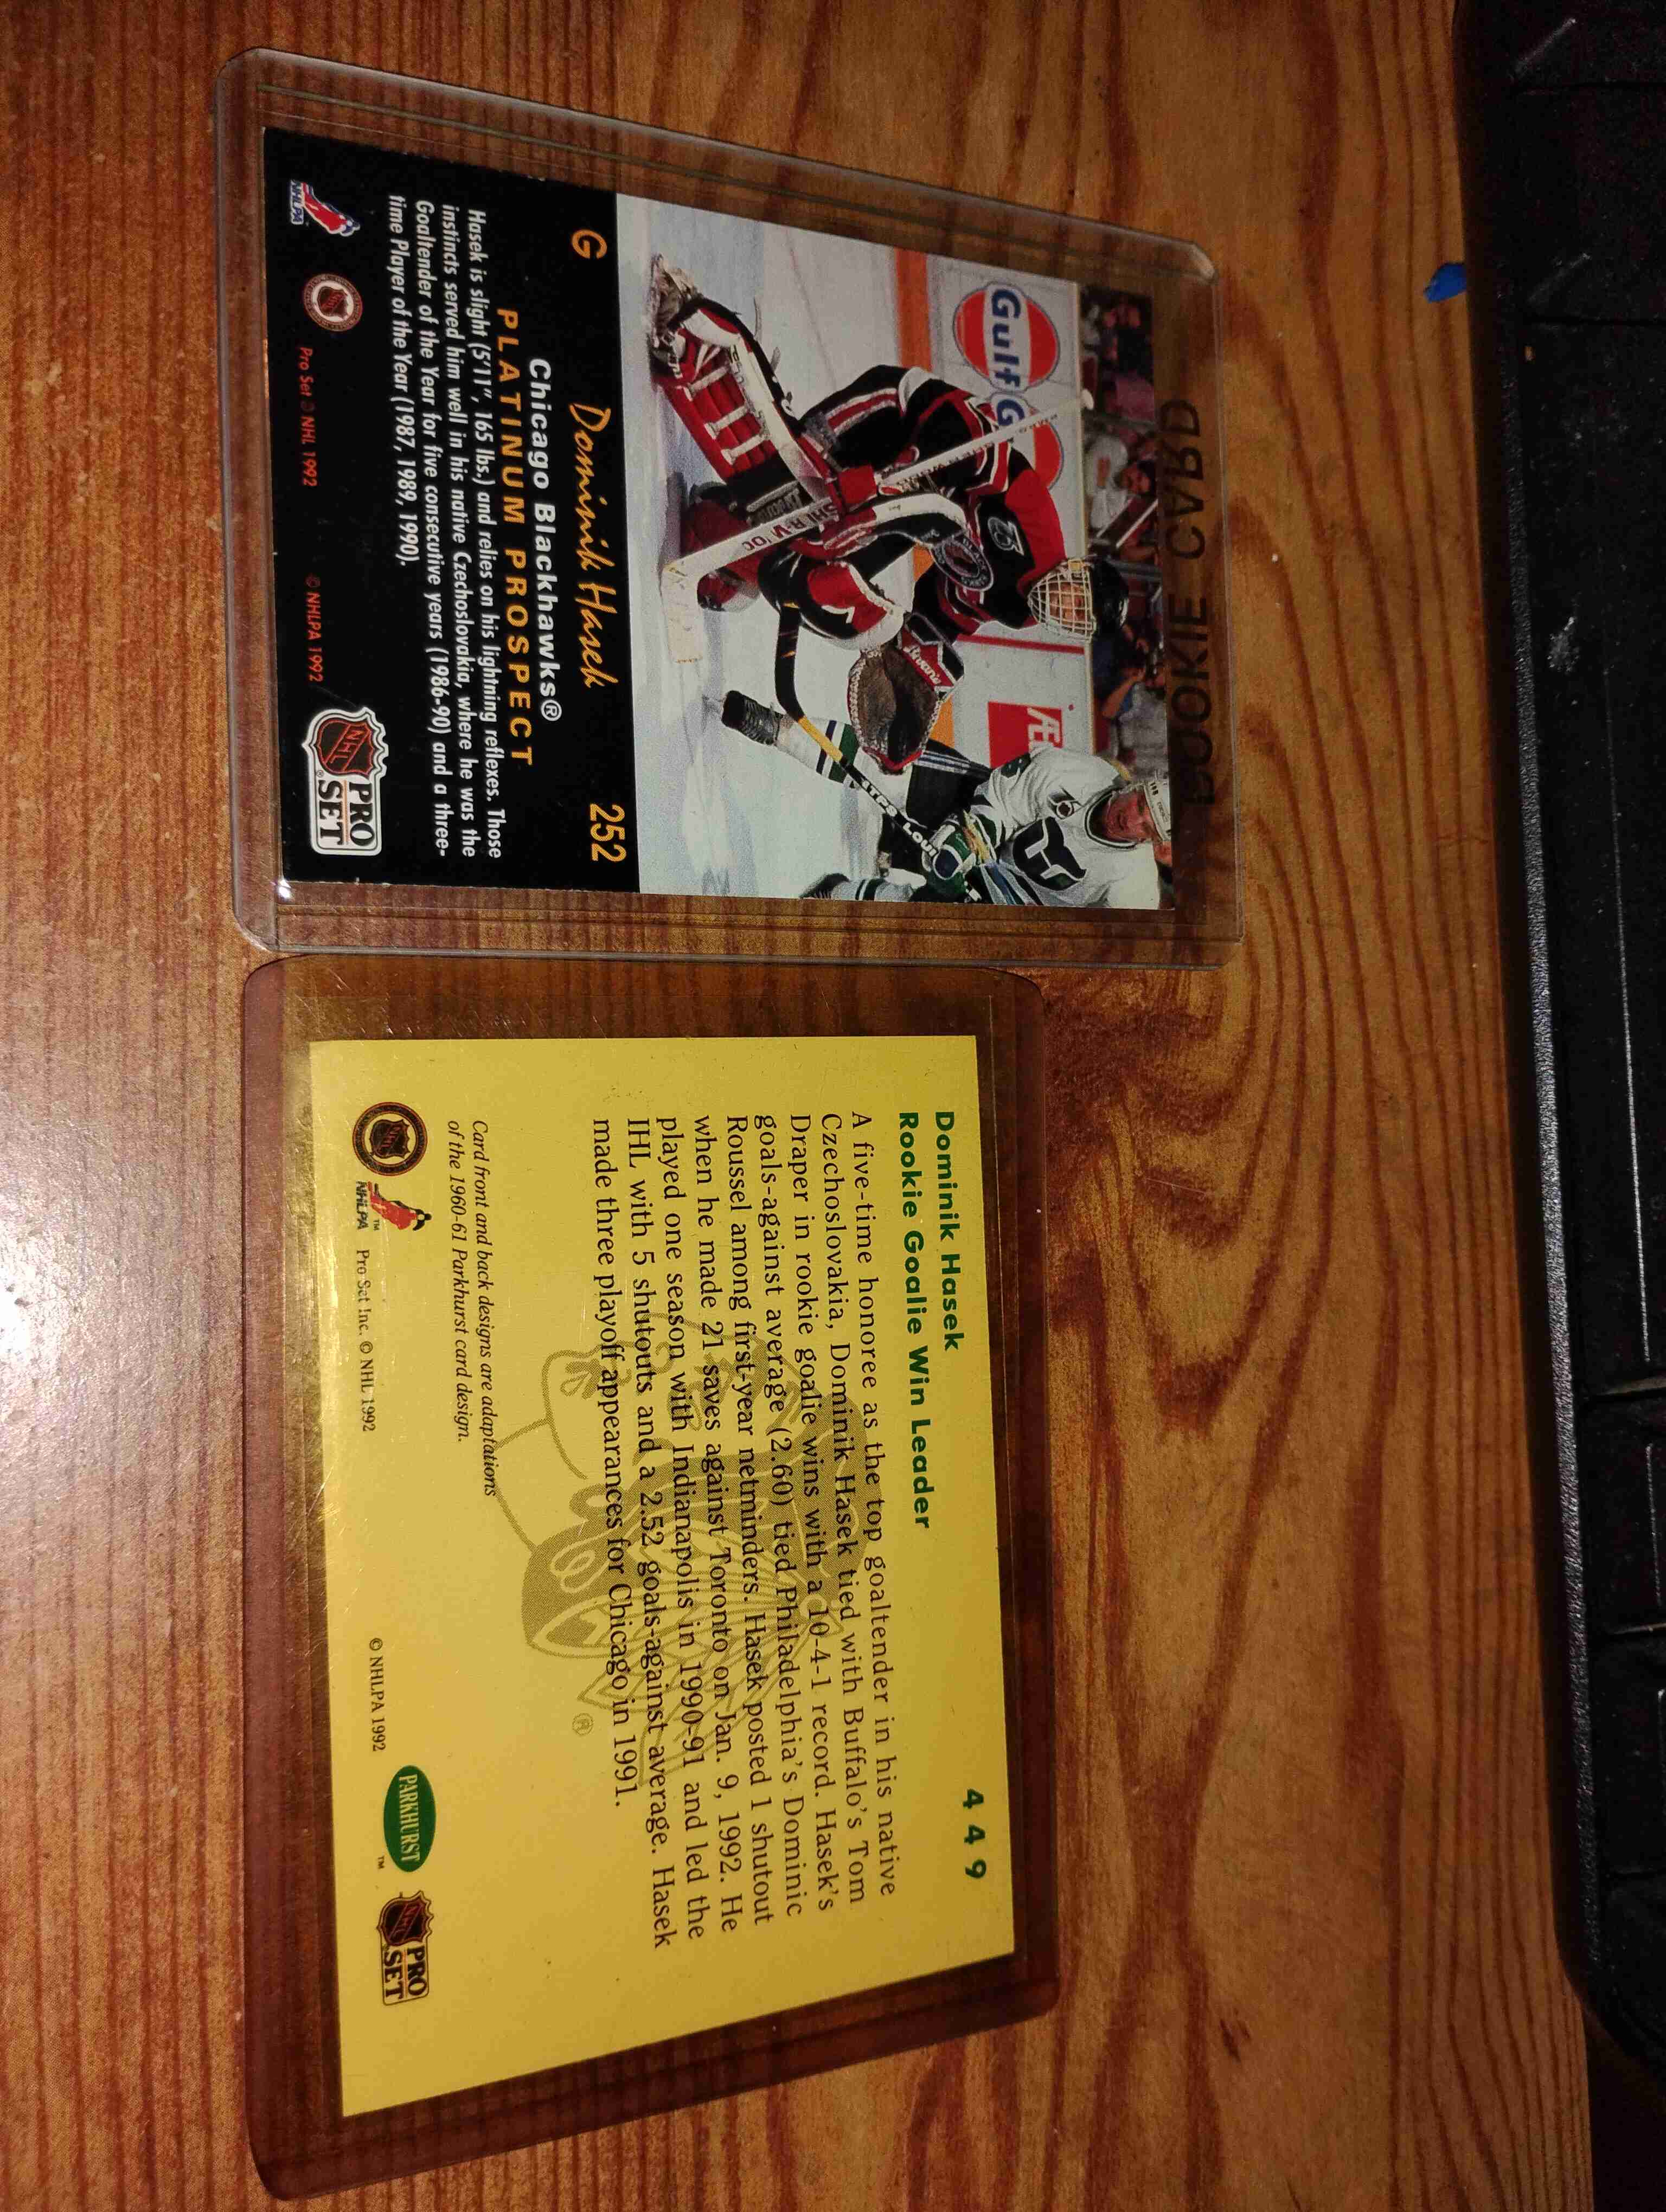 ROOKIE CARD
Gulf
G
Æ
SHER-WOOD
Dominik Hasek
G
252
Chicago Blackhawks®
PLATINUM PROSPECT
Hasek is slight (5'11", 165 lbs.) and relies on his lightning reflexes. Those
instincts served him well in his native Czechoslovakia, where he was the
Goaltender of the Year for five consecutive years (1986-90) and a three-
time Player of the Year (1987, 1989, 1990).
NHLPA
Pro Set © NHL 1992
© NHLPA 1992
NHL
PRO
SET
449
Dominik Hasek
Rookie Goalie Win Leader
A five-time honoree as the top goaltender in his native
Czechoslovakia, Dominik Hasek tied with Buffalo's Tom
Draper in rookie goalie wins with a 10-4-1 record. Hasek's
goals-against average (2.60) tied Philadelphia's Dominic
Roussel among first-year netminders. Hasek posted 1 shutout
when he made 21 saves against Toronto on Jan. 9, 1992. He
played one season with Indianapolis in 1990-91 and led the
IHL with 5 shutouts and a 2.52 goals-against average. Hasek
made three playoff appearances for Chicago in 1991.
®
Card front and back designs are adaptations
of the 1960-61 Parkhurst card design.
NHL
NHLPA ™
Pro Set Inc. © NHL 1992
© NHLPA 1992
PARKHURST ™
NHL
PRO
SET